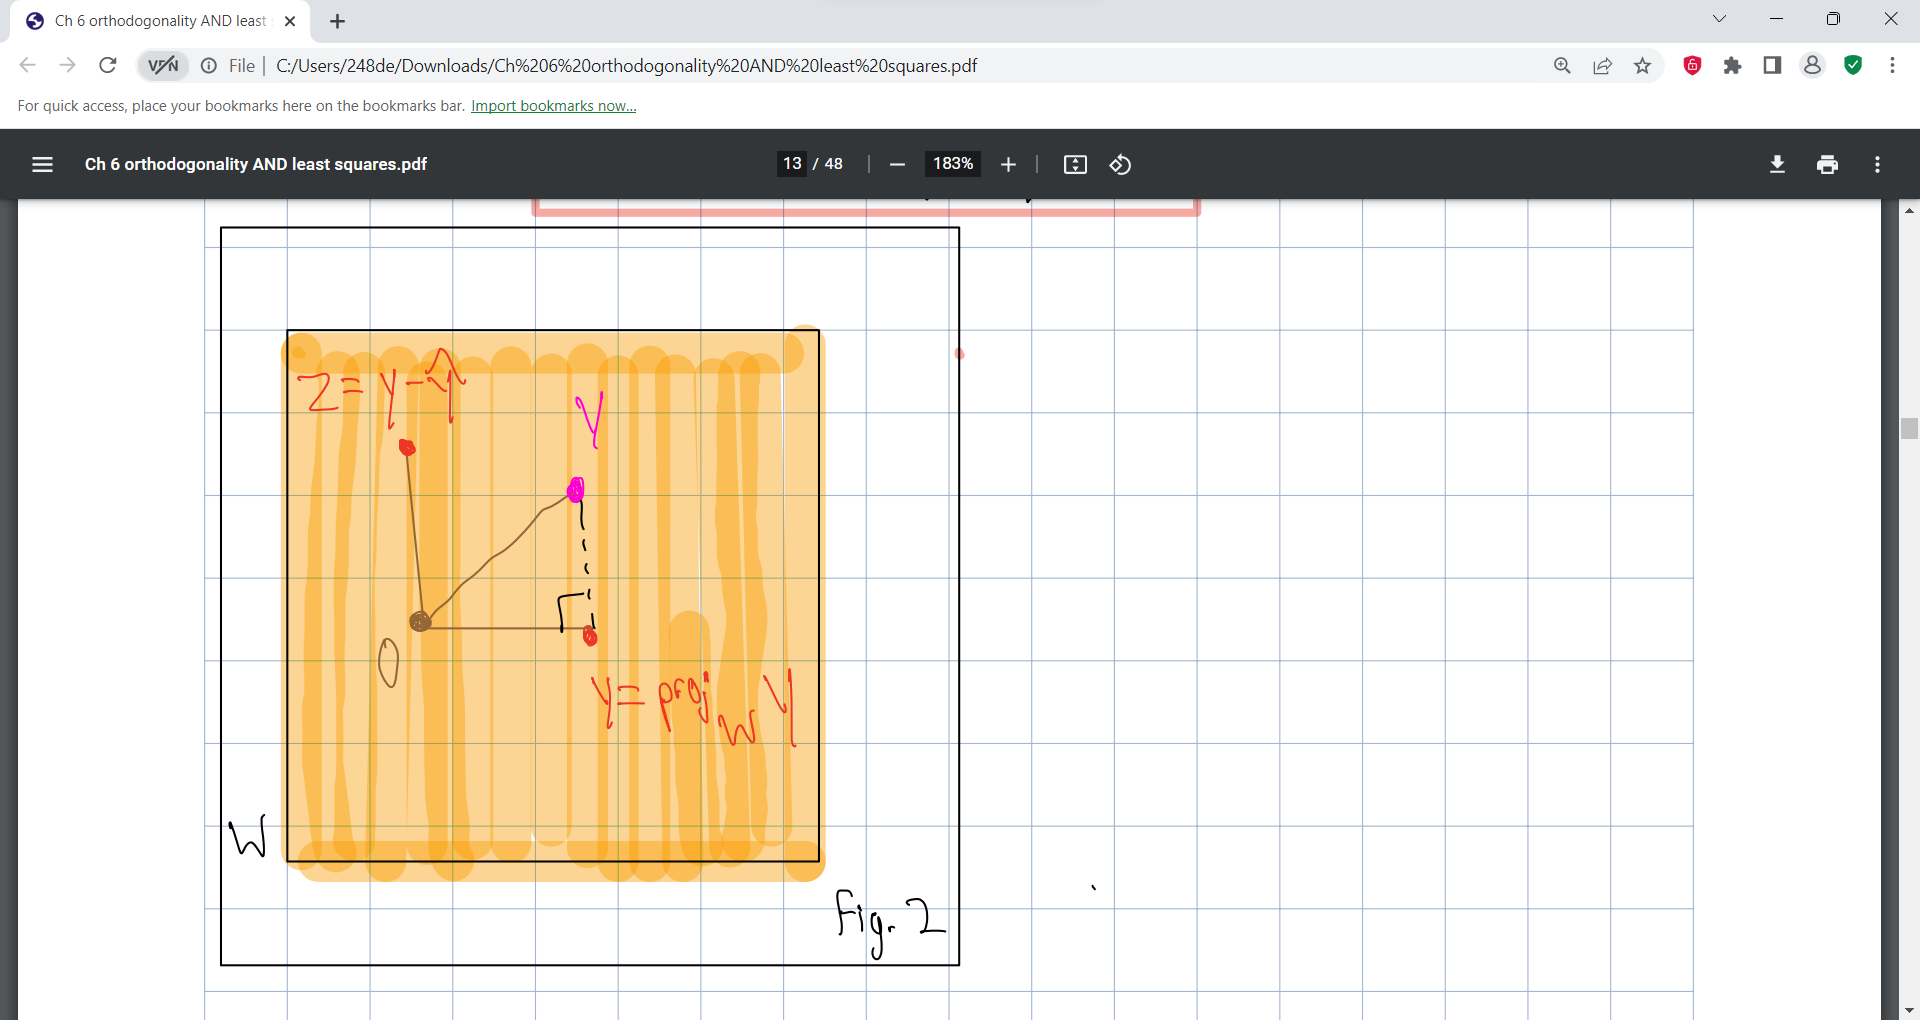 Ch 6 orthodogonality AND least
File C:/Users/248de/Downloads/Ch%206%20orthodogonality%20AND%20least%20squares.pdf
For quick access, place your bookmarks here on the bookmarks bar. Import bookmarks now...
Ch 6 orthodogonality AND least squares.pdf
13 / 48
183%
z = y - ŷ
y
0
y = proj_W y
W
Fig. 2